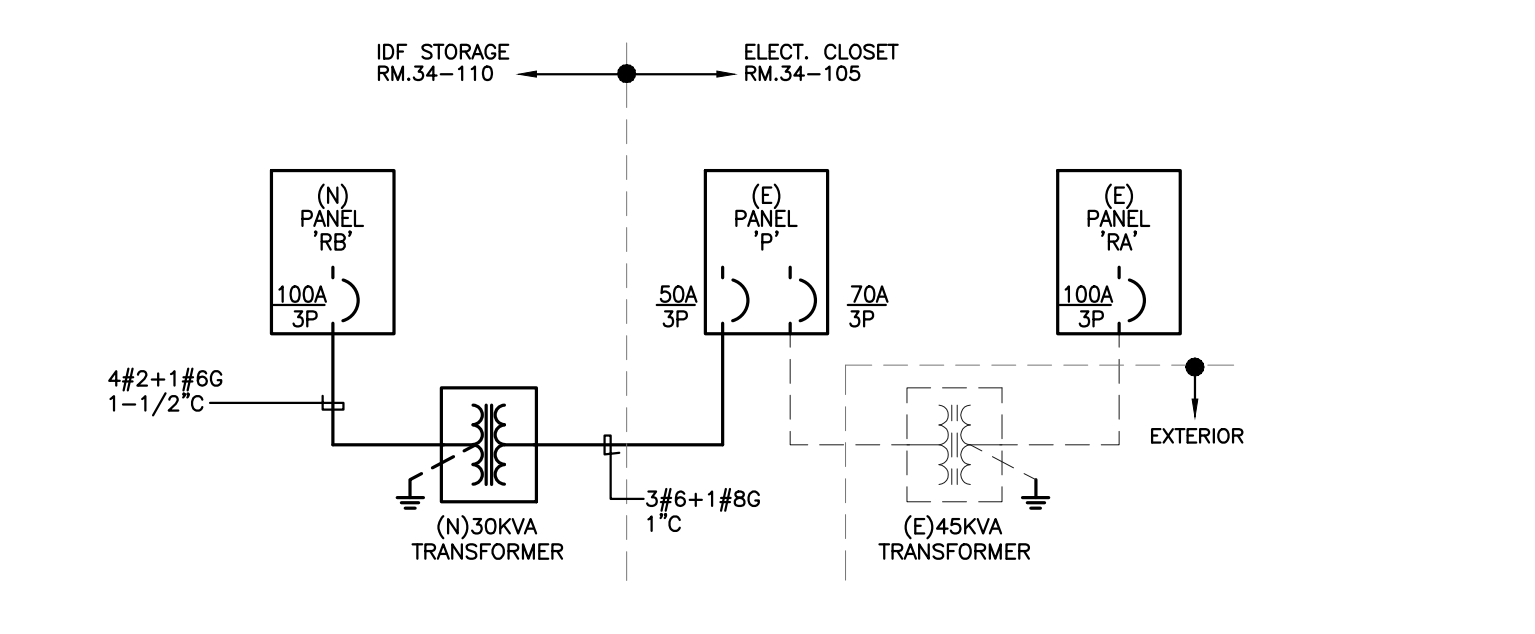 IDF STORAGE
RM.34-110
ELECT. CLOSET
RM.34-105
(N)
PANEL
'RB'
100A
3P
(E)
PANEL
'P'
50A
3P
70A
3P
(E)
PANEL
'RA'
100A
3P
4#2+1#6G
1-1/2"C
EXTERIOR
3#6+1#8G
1"C
(N)30KVA
TRANSFORMER
(E)45KVA
TRANSFORMER